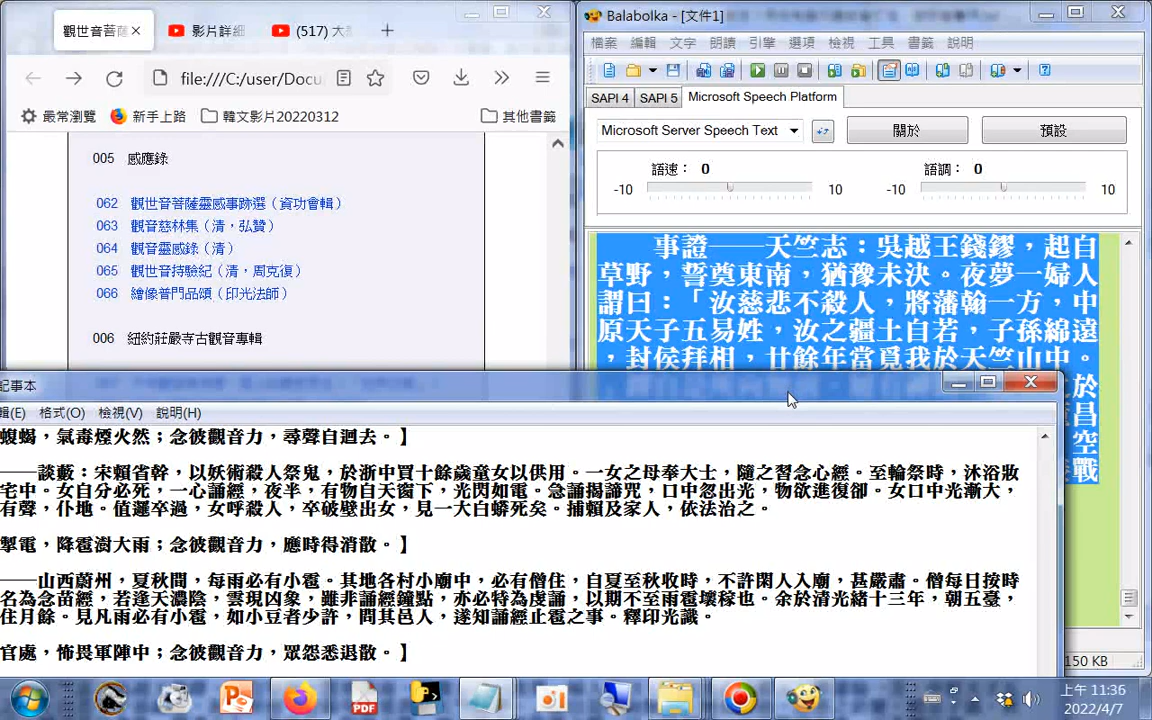 觀世音菩薩
影片詳細
(517) 大
file:///C:/user/Docu
最常瀏覽
新手上路
韓文影片20220312
其他書籤
005 感應錄
062 觀世音菩薩靈感事跡選（資功會輯）
063 觀音慈林集（清，弘贊）
064 觀音靈感錄（清）
065 觀世音持驗紀（清，周克復）
066 繪像普門品頌（印光法師）
006 紐約莊嚴寺古觀音專輯
Balabolka - [文件1]
檔案 編輯 文字 朗讀 引擎 選項 檢視 工具 書籤 說明
SAPI 4 SAPI 5 Microsoft Speech Platform
Microsoft Server Speech Text
關於
預設
語速： 0
語調： 0
-10 10 -10 10
事證——天竺志：吳越王錢鏐，起自
草野，誓奠東南，猶豫未決。夜夢一婦人
謂曰：「汝慈悲不殺人，將藩翰一方，中
原天子五易姓，汝之疆土自若，子孫綿遠
，封侯拜相，廿餘年當覓我於天竺山中。
於
昌
空
戰
150 KB
記事本
輯(E) 格式(O) 檢視(V) 說明(H)
蝮蝎，氣毒煙火然；念彼觀音力，尋聲自迴去。】
——談藪：宋賴省幹，以妖術殺人祭鬼，於浙中買十餘歲童女以供用。一女之母奉大士，隨之習念心經。至輪祭時，沐浴妝
宅中。女自分必死，一心誦經，夜半，有物自天窗下，光閃如電。急誦揭諦咒，口中忽出光，物欲進復卻。女口中光漸大，
有聲，仆地。值邏卒過，女呼殺人，卒破壁出女，見一大白蟒死矣。捕賴及家人，依法治之。
掣電，降雹澍大雨；念彼觀音力，應時得消散。】
——山西蔚州，夏秋間，每雨必有小雹。其地各村小廟中，必有僧住，自夏至秋收時，不許閑人入廟，甚嚴肅。僧每日按時
名為念苗經，若逢天濃陰，雲現凶象，雖非誦經鐘點，亦必特為虔誦，以期不至雨雹壞稼也。余於清光緒十三年，朝五臺，
住月餘。見凡雨必有小雹，如小豆者少許，問其邑人，遂知誦經止雹之事。釋印光識。
官處，怖畏軍陣中；念彼觀音力，眾怨悉退散。】
上午 11:36
2022/4/7